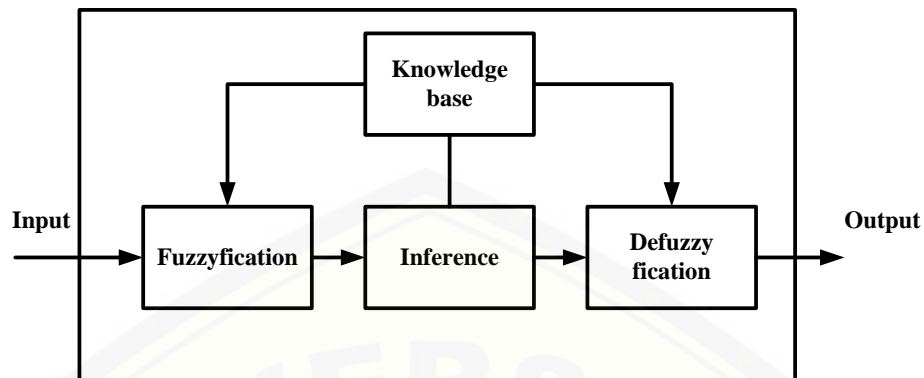 Knowledge
base
Input
Fuzzyfication
Inference
Defuzzy
fication
Output